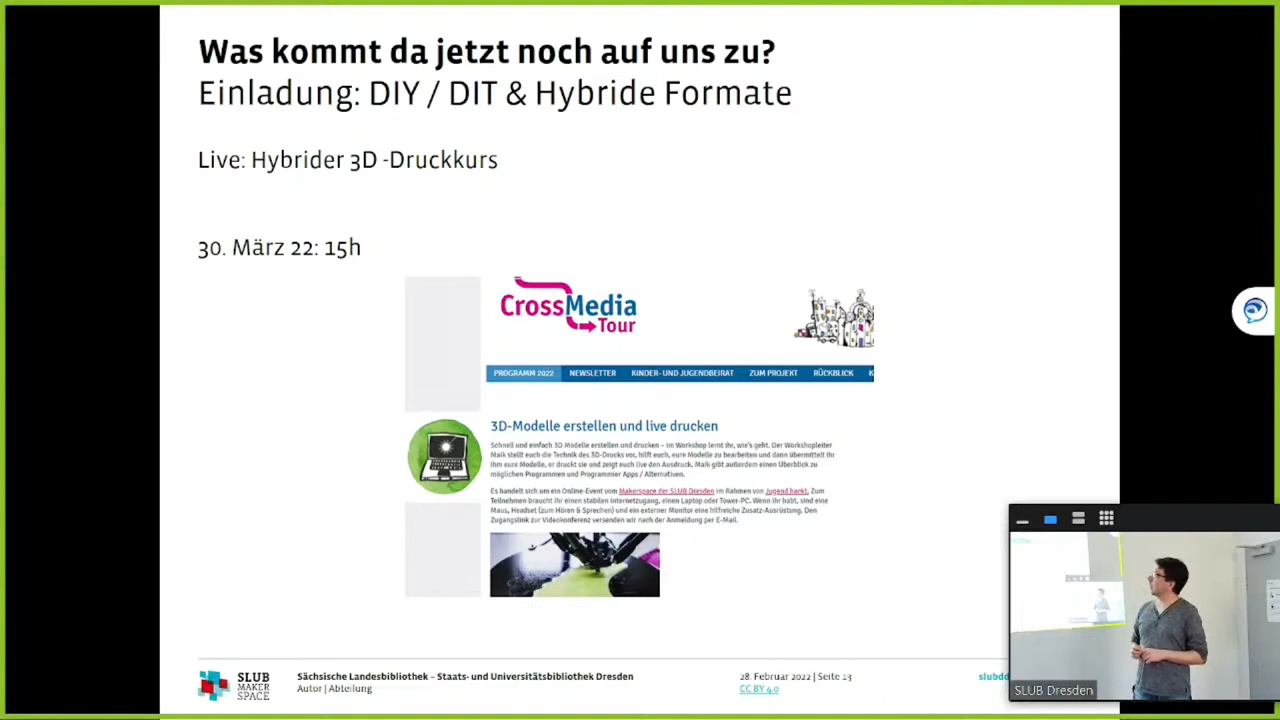 Was kommt da jetzt noch auf uns zu?
Einladung: DIY / DIT & Hybride Formate
Live: Hybrider 3D -Druckkurs
30. März 22: 15h
CrossMedia
Tour
PROGRAMM 2022 NEWSLETTER KINDER- UND JUGENDBEIRAT ZUM PROJEKT RÜCKBLICK K
3D-Modelle erstellen und live drucken
Schnell und einfach 3D Modelle erstellen und drucken – im Workshop lernt ihr, wie's geht. Der Workshopleiter
Maik stellt euch die Technik des 3D-Drucks vor, hilft euch, eure Modelle zu bearbeiten und dann übermittelt ihr
ihm eure Modelle, er druckt sie und zeigt euch live den Ausdruck. Maik gibt außerdem einen Überblick zu
möglichen Programmen und Programmier Apps / Alternativen.
Es handelt sich um ein Online-Event vom Makerspace der SLUB Dresden im Rahmen von Jugend hackt. Zum
Teilnehmen braucht ihr einen stabilen Internetzugang, einen Laptop oder Tower-PC. Wenn ihr habt, sind eine
Maus, Headset (zum Hören & Sprechen) und ein externer Monitor eine hilfreiche Zusatz-Ausrüstung. Den
Zugangslink zur Videokonferenz versenden wir nach der Anmeldung per E-Mail.
SLUB
MAKER
SPACE
Sächsische Landesbibliothek – Staats- und Universitätsbibliothek Dresden
Autor | Abteilung
28. Februar 2022 | Seite 13
CC BY 4.0
slubdd
SLUB Dresden